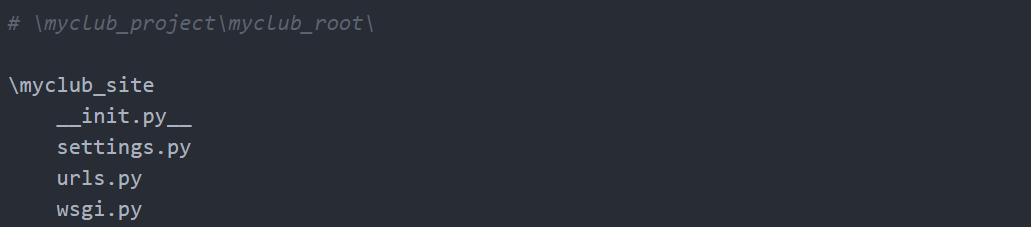 # \myclub_project\myclub_root\
\myclub_site
__init.py__
settings.py
urls.py
wsgi.py